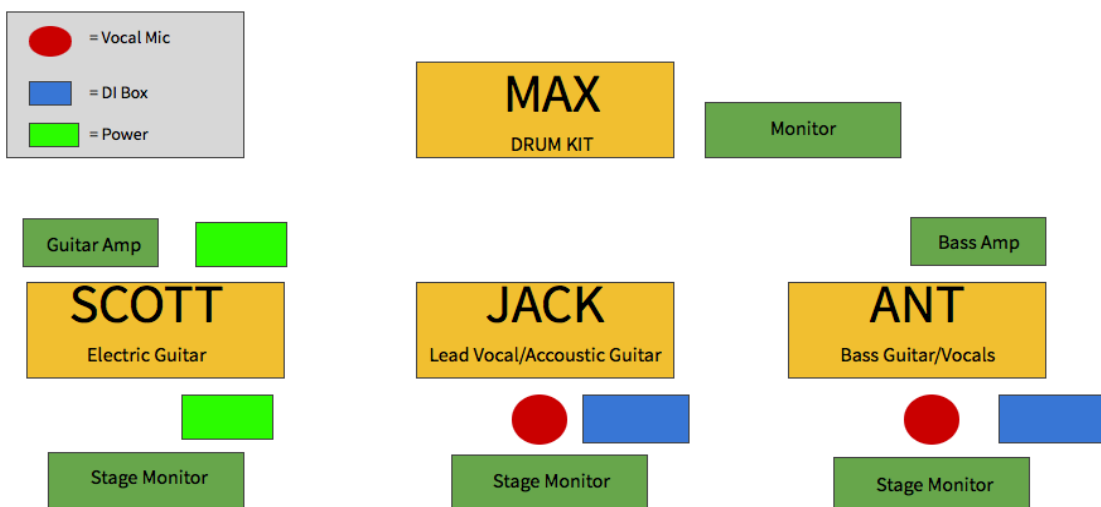 = Vocal Mic
= DI Box
= Power
MAX
DRUM KIT
Monitor
Guitar Amp
Bass Amp
SCOTT
Electric Guitar
JACK
Lead Vocal/Accoustic Guitar
ANT
Bass Guitar/Vocals
Stage Monitor
Stage Monitor
Stage Monitor